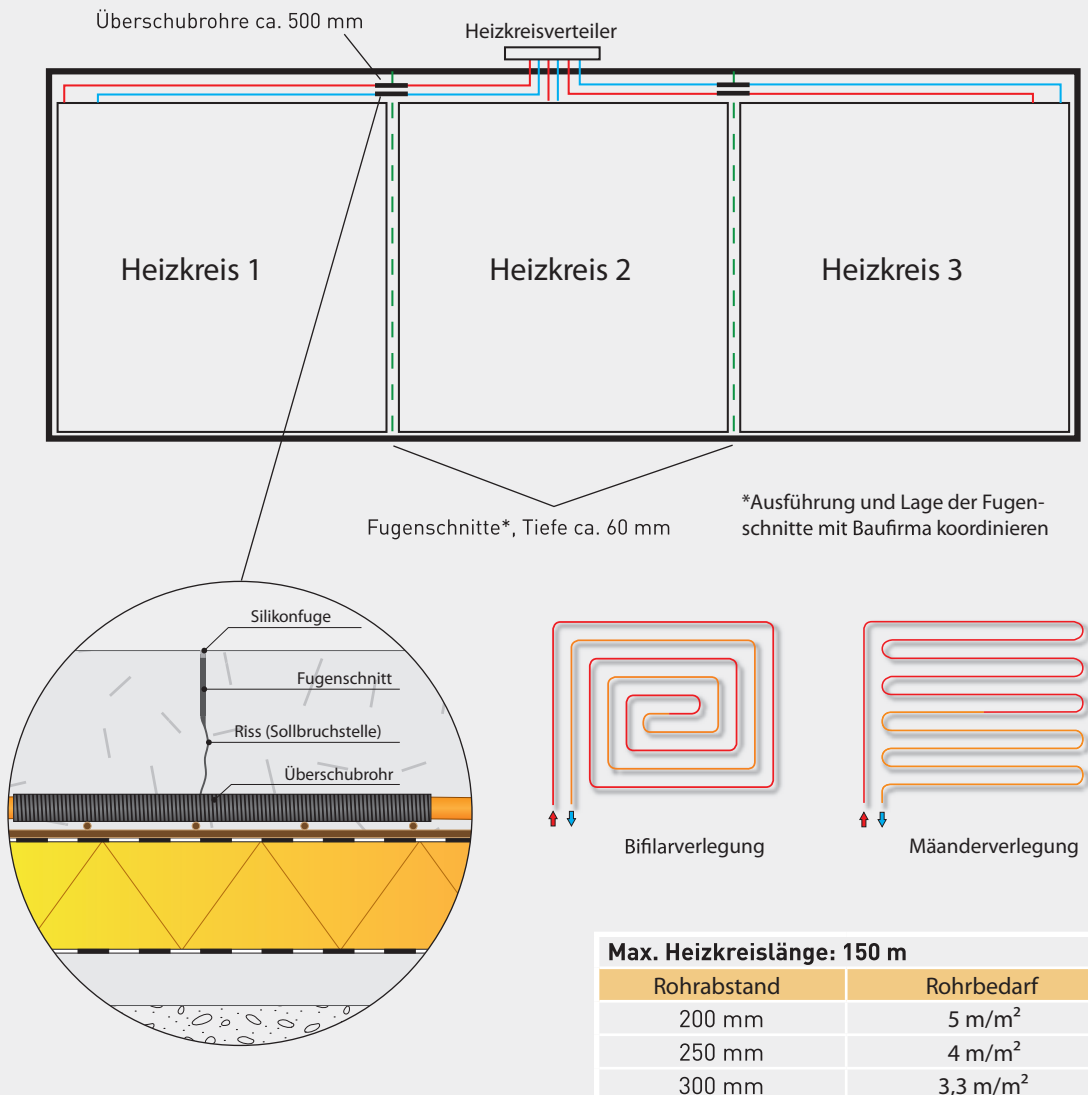 Überschubrohre ca. 500 mm
Heizkreisverteiler
Heizkreis 1
Heizkreis 2
Heizkreis 3
Fugenschnitte*, Tiefe ca. 60 mm
*Ausführung und Lage der Fugen-
schnitte mit Baufirma koordinieren
Silikonfuge
Fugenschnitt
Riss (Sollbruchstelle)
Überschubrohr
Bifilarverlegung
Mäanderverlegung
Max. Heizkreislänge: 150 m
Rohrabstand Rohrbedarf
200 mm 5 m/m²
250 mm 4 m/m²
300 mm 3,3 m/m²